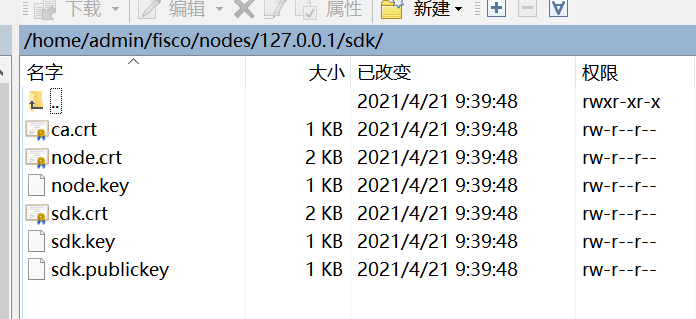 下载 编辑 属性 新建
/home/admin/fisco/nodes/127.0.0.1/sdk/
名字 大小 已改变 权限
.. 2021/4/21 9:39:48 rwxr-xr-x
ca.crt 1 KB 2021/4/21 9:39:48 rw-r--r--
node.crt 2 KB 2021/4/21 9:39:48 rw-r--r--
node.key 1 KB 2021/4/21 9:39:48 rw-r--r--
sdk.crt 2 KB 2021/4/21 9:39:48 rw-r--r--
sdk.key 1 KB 2021/4/21 9:39:48 rw-r--r--
sdk.publickey 1 KB 2021/4/21 9:39:48 rw-r--r--